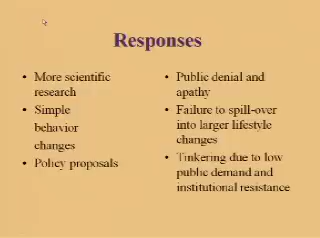 Responses
• More scientific
research
• Simple
behavior
changes
• Policy proposals
• Public denial and
apathy
• Failure to spill-over
into larger lifestyle
changes
• Tinkering due to low
public demand and
institutional resistance